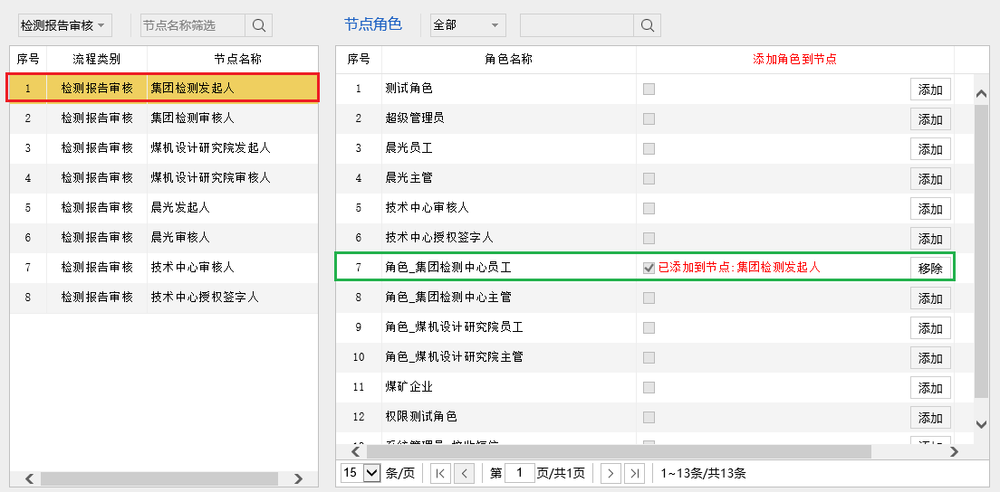 检测报告审核 节点名称筛选
序号 流程类别 节点名称
1 检测报告审核 集团检测发起人
2 检测报告审核 集团检测审核人
3 检测报告审核 煤机设计研究院发起人
4 检测报告审核 煤机设计研究院审核人
5 检测报告审核 晨光发起人
6 检测报告审核 晨光审核人
7 检测报告审核 技术中心审核人
8 检测报告审核 技术中心授权签字人
节点角色 全部
序号 角色名称 添加角色到节点
1 测试角色 添加
2 超级管理员 添加
3 晨光员工 添加
4 晨光主管 添加
5 技术中心审核人 添加
6 技术中心授权签字人 添加
7 角色_集团检测中心员工 已添加到节点:集团检测发起人 移除
8 角色_集团检测中心主管 添加
9 角色_煤机设计研究院员工 添加
10 角色_煤机设计研究院主管 添加
11 煤矿企业 添加
12 权限测试角色 添加
15 条/页 第 1 页/共1页 1~13条/共13条